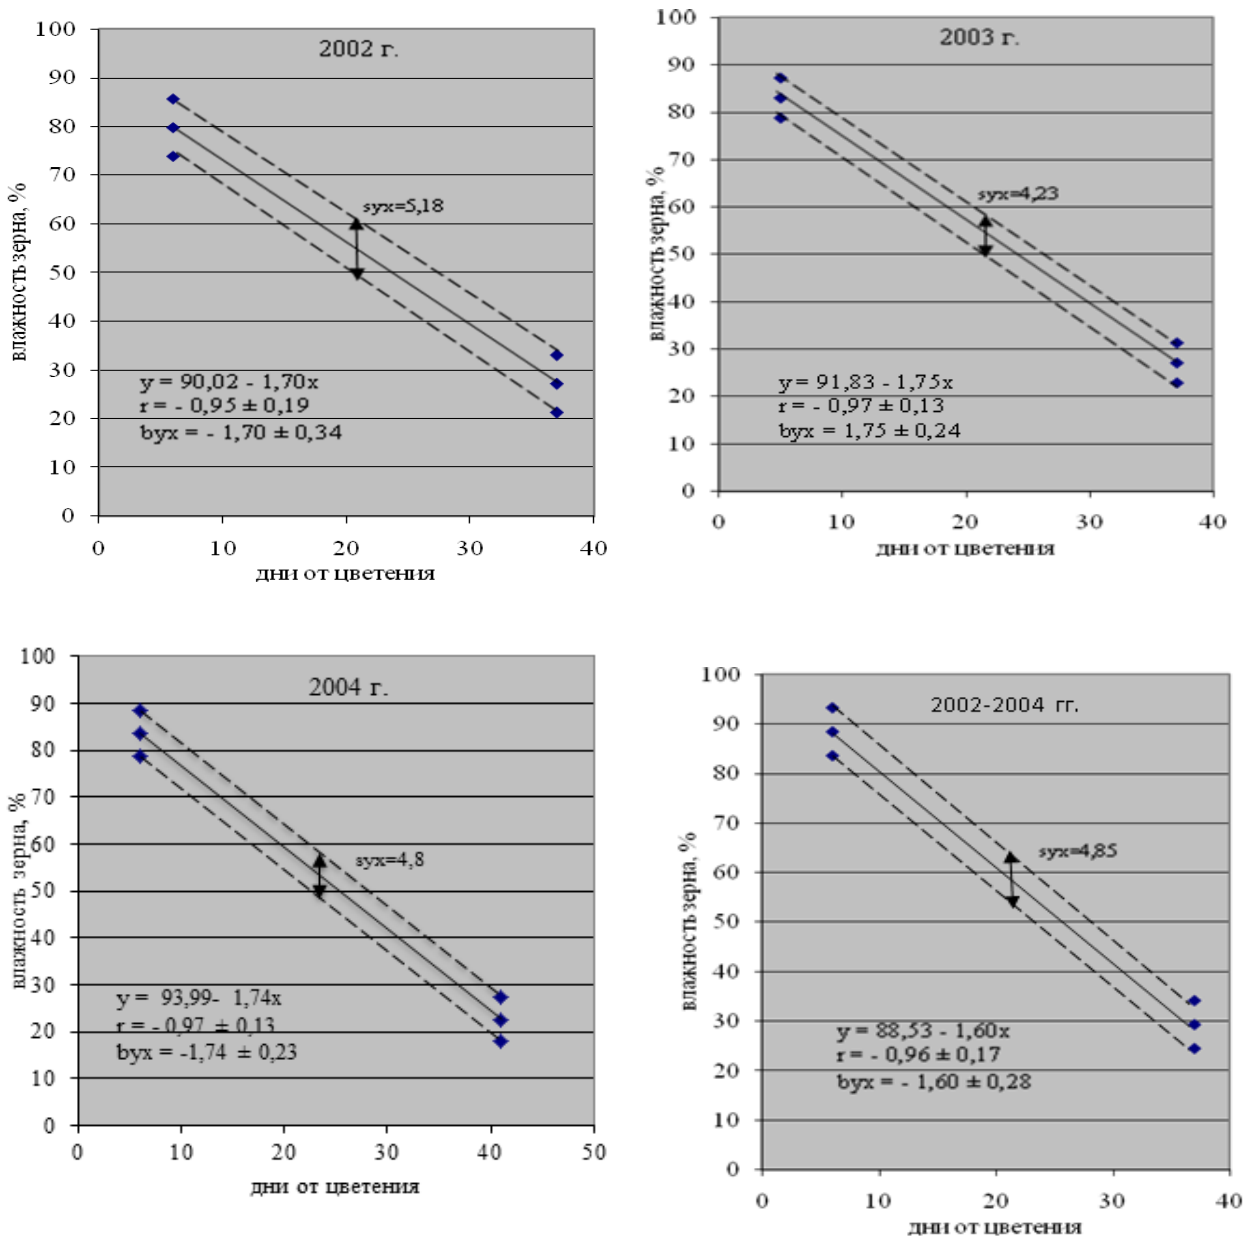 2002 г.
100
90
80
70
60
50
40
30
20
10
0
влажность зерна, %
syx=5,18
y = 90,02 - 1,70x
r = - 0,95 ± 0,19
byx = - 1,70 ± 0,34
0 10 20 30 40
дни от цветения
2003 г.
100
90
80
70
60
50
40
30
20
10
0
влажность зерна, %
syx=4,23
y = 91,83 - 1,75x
r = - 0,97 ± 0,13
byx = 1,75 ± 0,24
0 10 20 30 40
дни от цветения
2004 г.
100
90
80
70
60
50
40
30
20
10
0
влажность зерна, %
syx=4,8
y = 93,99- 1,74x
r = - 0,97 ± 0,13
byx = -1,74 ± 0,23
0 10 20 30 40 50
дни от цветения
2002-2004 гг.
100
90
80
70
60
50
40
30
20
10
0
влажность зерна, %
syx=4,85
y = 88,53 - 1,60x
r = - 0,96 ± 0,17
byx = - 1,60 ± 0,28
0 10 20 30 40
дни от цветения